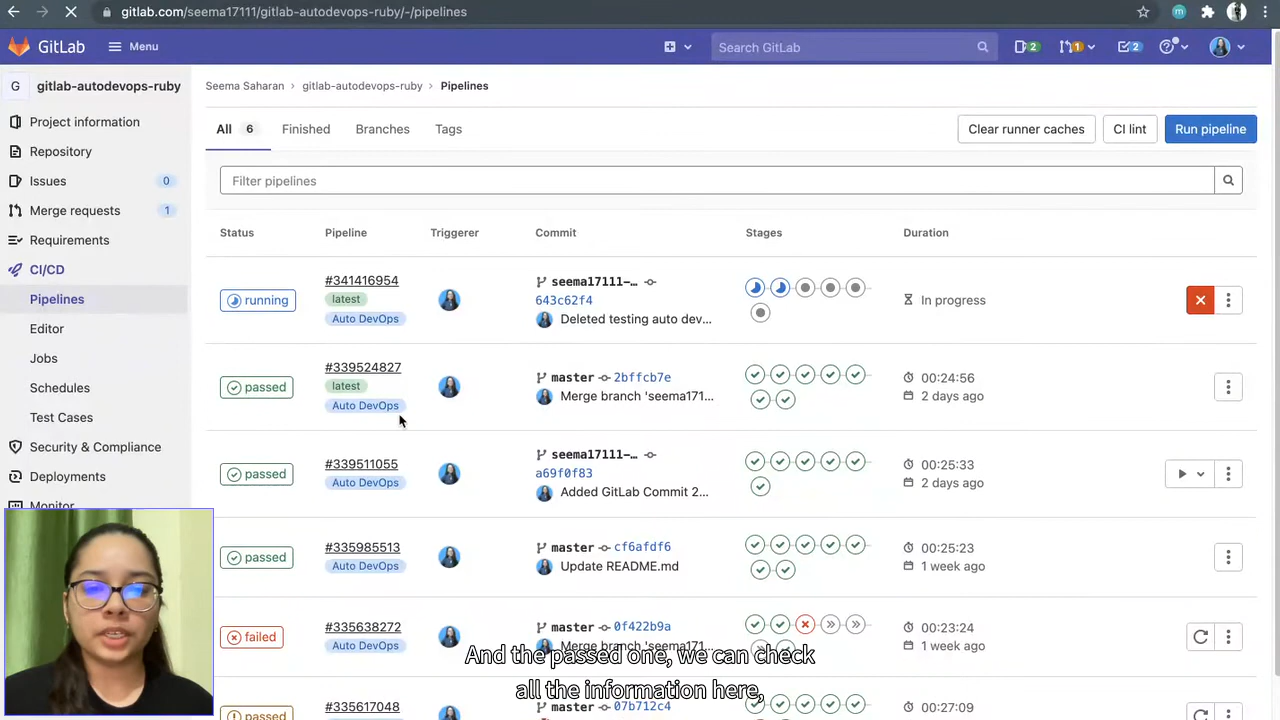 gitlab.com/seema17111/gitlab-autodevops-ruby/-/pipelines
GitLab
Menu
Search GitLab
2
1
2
G
gitlab-autodevops-ruby
Project information
Repository
Issues 0
Merge requests 1
Requirements
CI/CD
Pipelines
Editor
Jobs
Schedules
Test Cases
Security & Compliance
Deployments
Monitor
Seema Saharan › gitlab-autodevops-ruby › Pipelines
All 6 Finished Branches Tags
Clear runner caches
CI lint
Run pipeline
Filter pipelines
Status Pipeline Triggerer Commit Stages Duration
running
#341416954
latest
Auto DevOps
seema17111-...
643c62f4
Deleted testing auto dev...
In progress
passed
#339524827
latest
Auto DevOps
master 2bffcb7e
Merge branch 'seema171...
00:24:56
2 days ago
passed
#339511055
Auto DevOps
seema17111-...
a69f0f83
Added GitLab Commit 2...
00:25:33
2 days ago
passed
#335985513
Auto DevOps
master cf6afdf6
Update README.md
00:25:23
1 week ago
failed
#335638272
Auto DevOps
master 0f422b9a
Merge branch 'seema171...
00:23:24
1 week ago
passed
#335617048
07b712c4
00:27:09
And the passed one, we can check
all the information here,